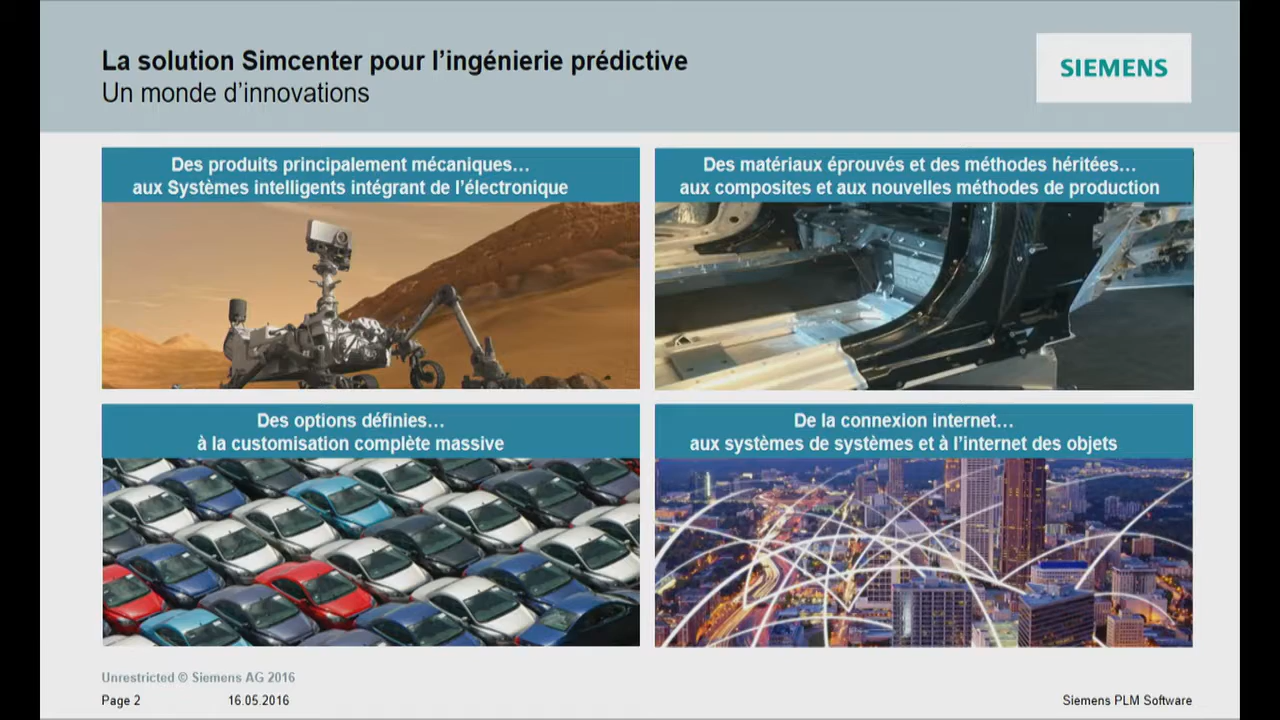 La solution Simcenter pour l’ingénierie prédictive
Un monde d’innovations
SIEMENS
Des produits principalement mécaniques…
aux Systèmes intelligents intégrant de l’électronique
Des matériaux éprouvés et des méthodes héritées…
aux composites et aux nouvelles méthodes de production
Des options définies…
à la customisation complète massive
De la connexion internet…
aux systèmes de systèmes et à l’internet des objets
Unrestricted © Siemens AG 2016
Page 2
16.05.2016
Siemens PLM Software